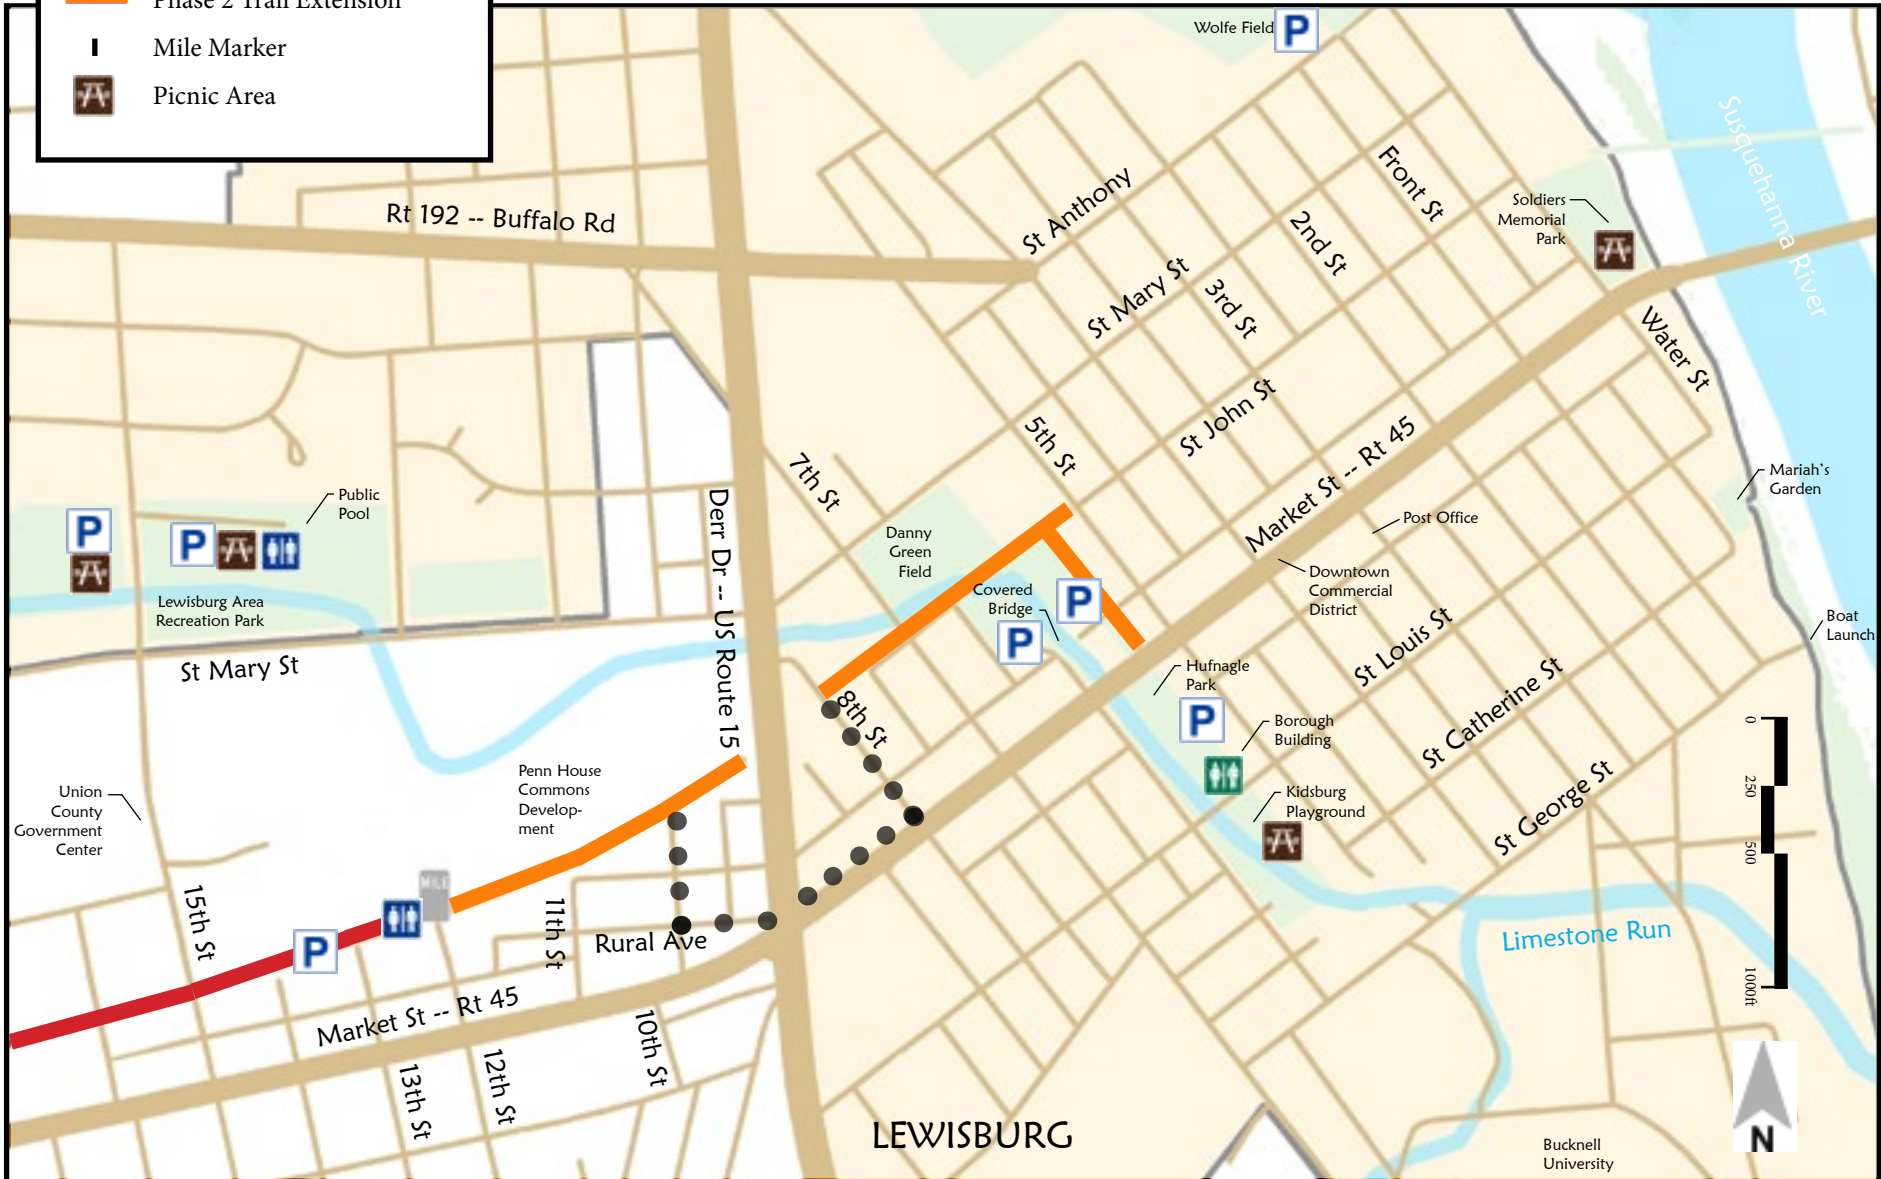 Phase 2 Trail Extension
Mile Marker
Picnic Area
Wolfe Field
P
Susquehanna River
Front St
St Anthony
Soldiers
Memorial
Park
Rt 192 -- Buffalo Rd
2nd St
St Mary St
3rd St
Water St
St John St
5th St
Market St -- Rt 45
7th St
Mariah's
Garden
Public
Pool
P
P
Derr Dr -- US Route 15
Post Office
Danny
Green
Field
Downtown
Commercial
District
Covered
Bridge
P
P
Lewisburg Area
Recreation Park
Boat
Launch
St Louis St
St Mary St
Hufnagle
Park
P
St Catherine St
8th St
Borough
Building
0
250
500
1000ft
Penn House
Commons
Develop-
ment
Union
County
Government
Center
Kidsburg
Playground
St George St
MILE
15th St
11th St
Rural Ave
P
Limestone Run
Market St -- Rt 45
10th St
12th St
13th St
LEWISBURG
N
Bucknell
University